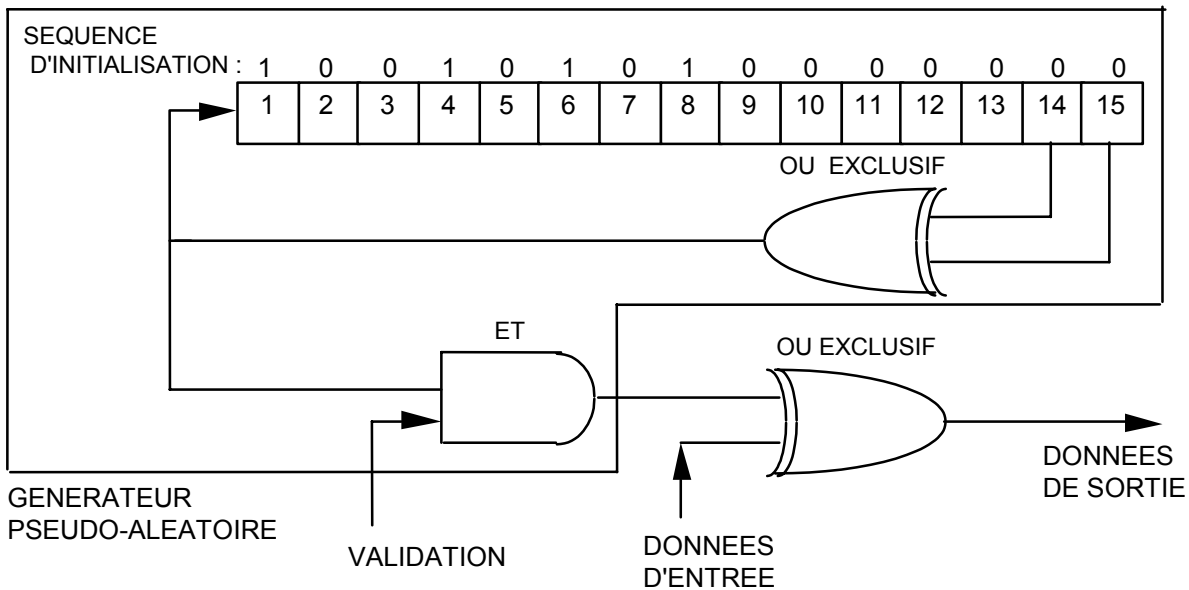 SEQUENCE
D'INITIALISATION : 1 0 0 1 0 1 0 1 0 0 0 0 0 0 0
1 2 3 4 5 6 7 8 9 10 11 12 13 14 15
OU EXCLUSIF
ET
OU EXCLUSIF
DONNEES
DE SORTIE
GENERATEUR
PSEUDO-ALEATOIRE
VALIDATION
DONNEES
D'ENTREE